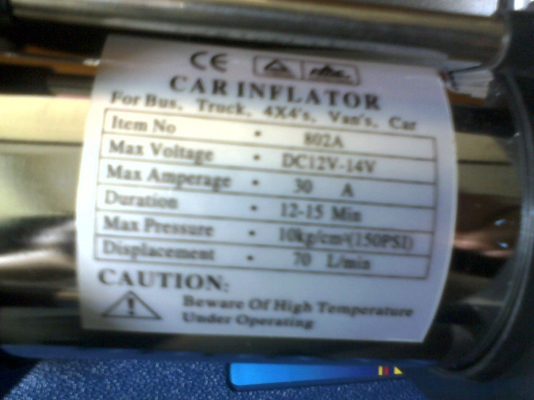 CE
CAR INFLATOR
For Bus, Truck, 4X4's, Van's, Car
Item No • 802A
Max Voltage • DC12V-14V
Max Amperage • 30 A
Duration • 12-15 Min
Max Pressure • 10kg/cm²(150PSI)
Displacement • 70 L/min
CAUTION:
Beware Of High Temperature
Under Operating